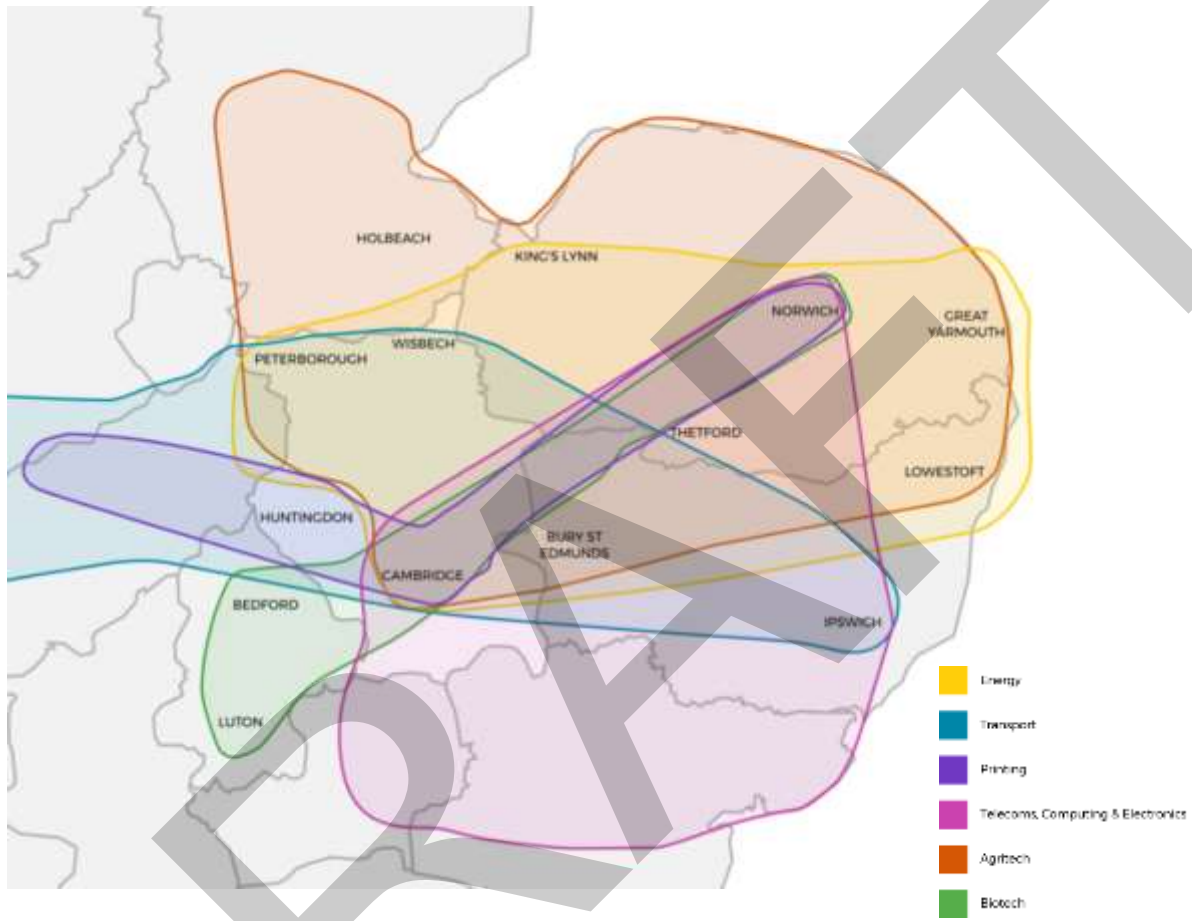 HOLBEACH
KING'S LYNN
NORWICH
GREAT
YARMOUTH
WISBECH
PETERBOROUGH
THETFORD
LOWESTOFT
HUNTINGDON
BURY ST
EDMUNDS
CAMBRIDGE
BEDFORD
IPSWICH
LUTON
Energy
Transport
Printing
Telecoms, Computing & Electronics
Agritech
Biotech
DRAFT